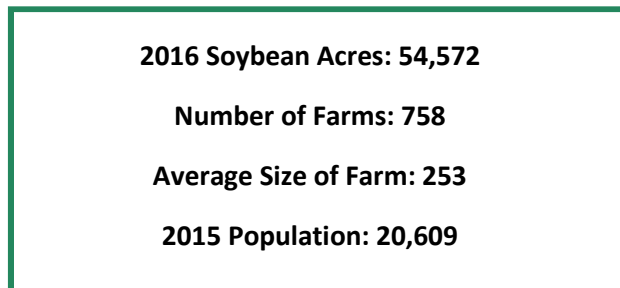 2016 Soybean Acres: 54,572
Number of Farms: 758
Average Size of Farm: 253
2015 Population: 20,609